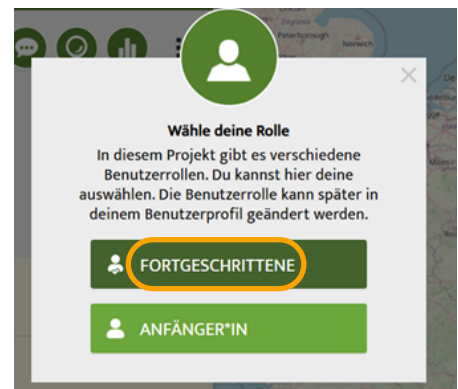 England
Peterborough
Norwich
Wähle deine Rolle
In diesem Projekt gibt es verschiedene
Benutzerrollen. Du kannst hier deine
auswählen. Die Benutzerrolle kann später in
deinem Benutzerprofil geändert werden.
FORTGESCHRITTENE
ANFÄNGER*IN